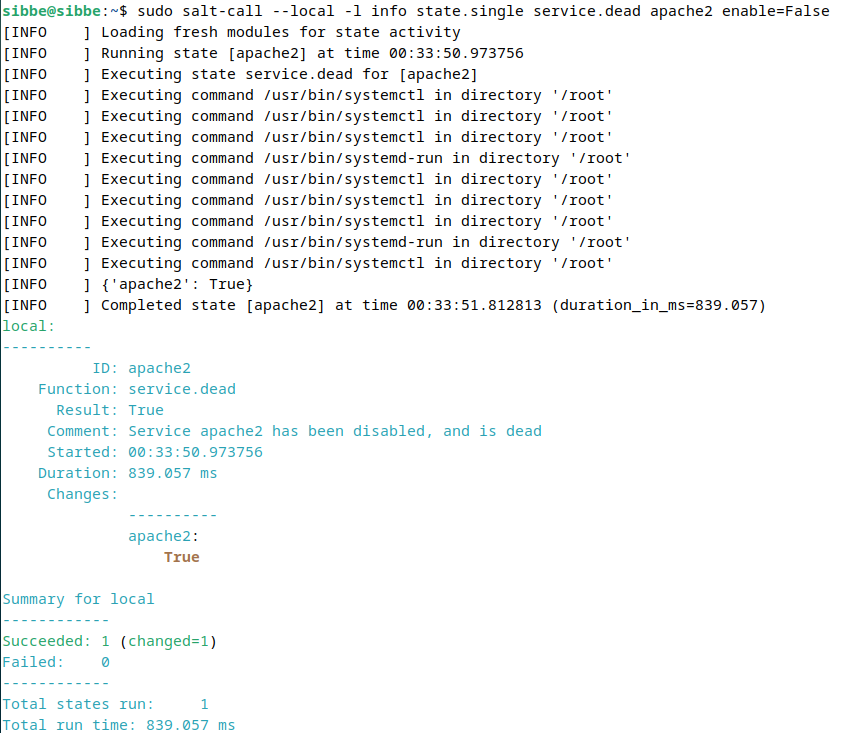 sibbe@sibbe:~$ sudo salt-call --local -l info state.single service.dead apache2 enable=False
[INFO    ] Loading fresh modules for state activity
[INFO    ] Running state [apache2] at time 00:33:50.973756
[INFO    ] Executing state service.dead for [apache2]
[INFO    ] Executing command /usr/bin/systemctl in directory '/root'
[INFO    ] Executing command /usr/bin/systemctl in directory '/root'
[INFO    ] Executing command /usr/bin/systemctl in directory '/root'
[INFO    ] Executing command /usr/bin/systemd-run in directory '/root'
[INFO    ] Executing command /usr/bin/systemctl in directory '/root'
[INFO    ] Executing command /usr/bin/systemctl in directory '/root'
[INFO    ] Executing command /usr/bin/systemctl in directory '/root'
[INFO    ] Executing command /usr/bin/systemd-run in directory '/root'
[INFO    ] Executing command /usr/bin/systemctl in directory '/root'
[INFO    ] {'apache2': True}
[INFO    ] Completed state [apache2] at time 00:33:51.812813 (duration_in_ms=839.057)
local:
----------
          ID: apache2
    Function: service.dead
      Result: True
     Comment: Service apache2 has been disabled, and is dead
     Started: 00:33:50.973756
    Duration: 839.057 ms
     Changes:
              ----------
              apache2:
                  True

Summary for local
------------
Succeeded: 1 (changed=1)
Failed:    0
------------
Total states run:     1
Total run time: 839.057 ms